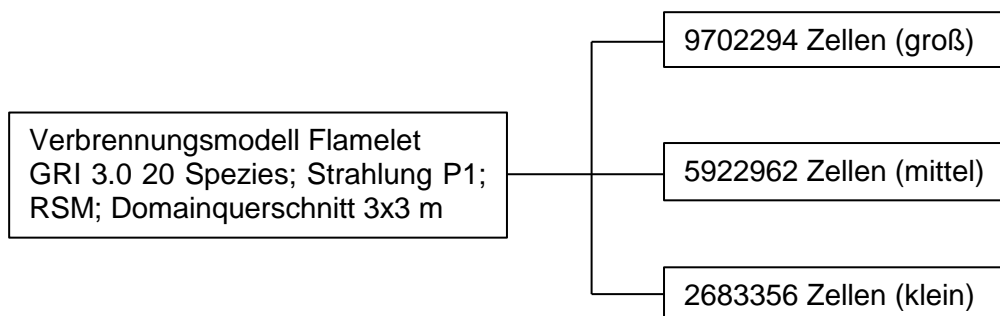 9702294 Zellen (groß)
Verbrennungsmodell Flamelet
GRI 3.0 20 Spezies; Strahlung P1;
RSM; Domainquerschnitt 3x3 m
5922962 Zellen (mittel)
2683356 Zellen (klein)